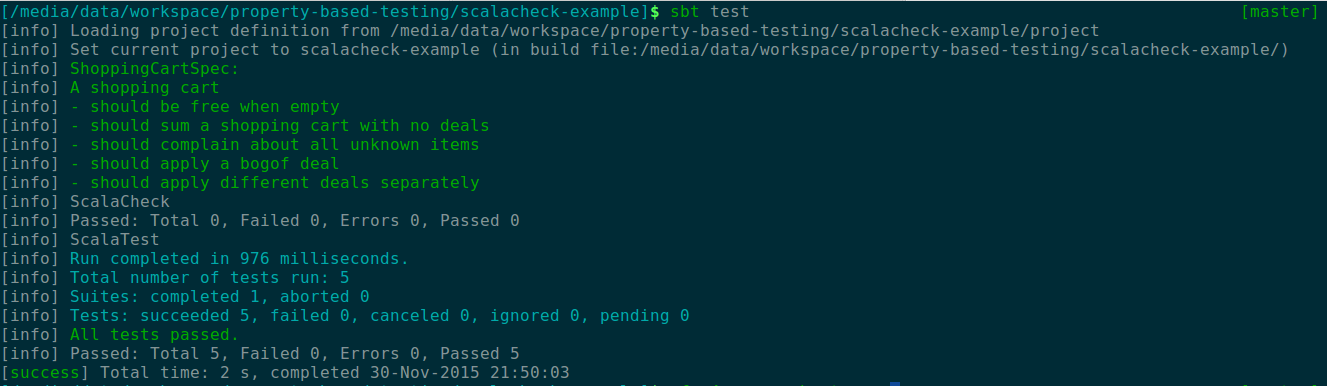 [/media/data/workspace/property-based-testing/scalacheck-example]$ sbt test [master]
[info] Loading project definition from /media/data/workspace/property-based-testing/scalacheck-example/project
[info] Set current project to scalacheck-example (in build file:/media/data/workspace/property-based-testing/scalacheck-example/)
[info] ShoppingCartSpec:
[info] A shopping cart
[info] - should be free when empty
[info] - should sum a shopping cart with no deals
[info] - should complain about all unknown items
[info] - should apply a bogof deal
[info] - should apply different deals separately
[info] ScalaCheck
[info] Passed: Total 0, Failed 0, Errors 0, Passed 0
[info] ScalaTest
[info] Run completed in 976 milliseconds.
[info] Total number of tests run: 5
[info] Suites: completed 1, aborted 0
[info] Tests: succeeded 5, failed 0, canceled 0, ignored 0, pending 0
[info] All tests passed.
[info] Passed: Total 5, Failed 0, Errors 0, Passed 5
[success] Total time: 2 s, completed 30-Nov-2015 21:50:03